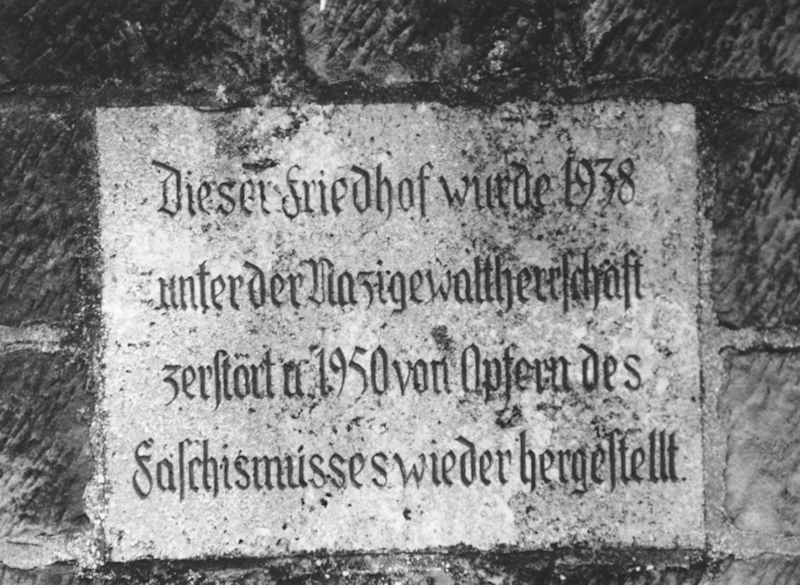 Dieser Friedhof wurde 1938
unter der Nazigewaltherrschaft
zerstört u. 1950 von Opfern des
Faschismusses wieder hergestellt.